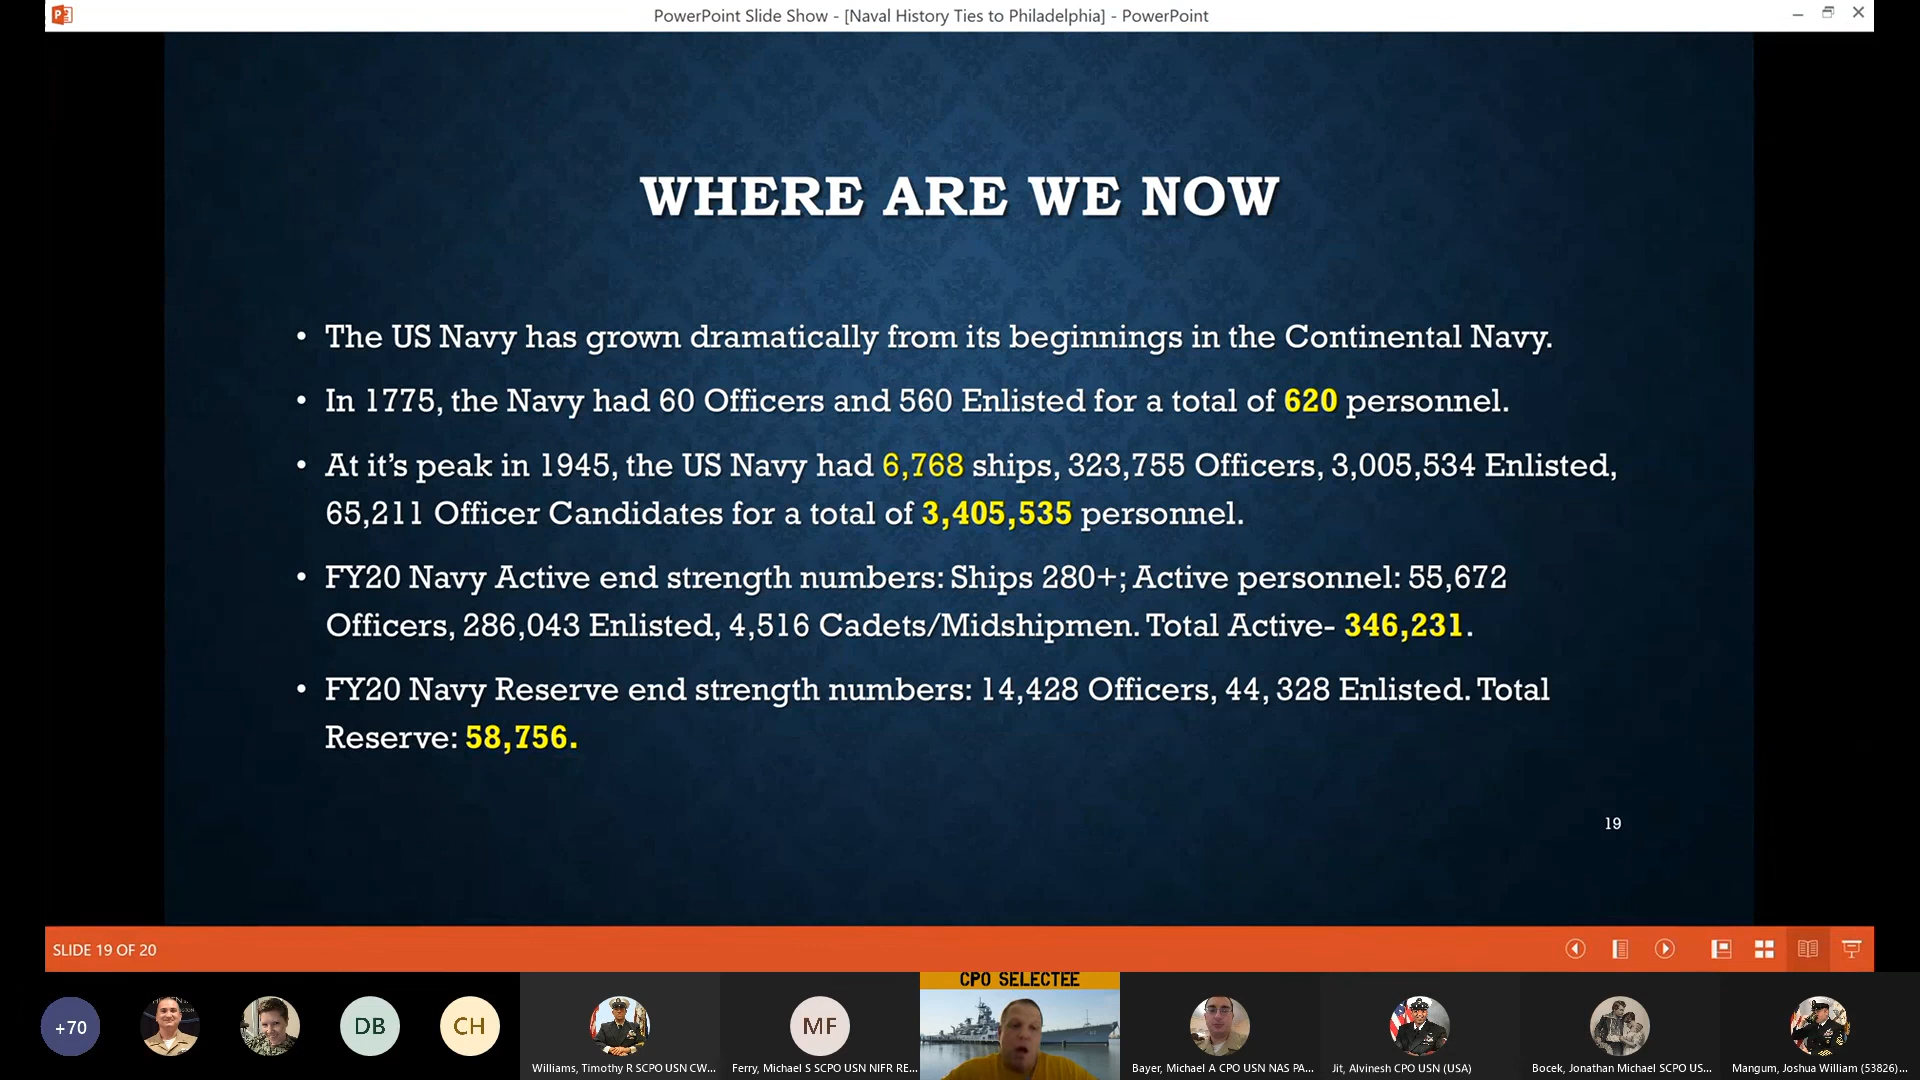 PowerPoint Slide Show - [Naval History Ties to Philadelphia] - PowerPoint
WHERE ARE WE NOW
• The US Navy has grown dramatically from its beginnings in the Continental Navy.
• In 1775, the Navy had 60 Officers and 560 Enlisted for a total of 620 personnel.
• At it's peak in 1945, the US Navy had 6,768 ships, 323,755 Officers, 3,005,534 Enlisted,
65,211 Officer Candidates for a total of 3,405,535 personnel.
• FY20 Navy Active end strength numbers: Ships 280+; Active personnel: 55,672
Officers, 286,043 Enlisted, 4,516 Cadets/Midshipmen. Total Active- 346,231.
• FY20 Navy Reserve end strength numbers: 14,428 Officers, 44, 328 Enlisted. Total
Reserve: 58,756.
19
SLIDE 19 OF 20
CPO SELECTEE
+70
DB
CH
MF
Williams, Timothy R SCPO USN CW...
Ferry, Michael S SCPO USN NIFR RE...
Bayer, Michael A CPO USN NAS PA...
Jit, Alvinesh CPO USN (USA)
Bocek, Jonathan Michael SCPO US...
Mangum, Joshua William (53826)...